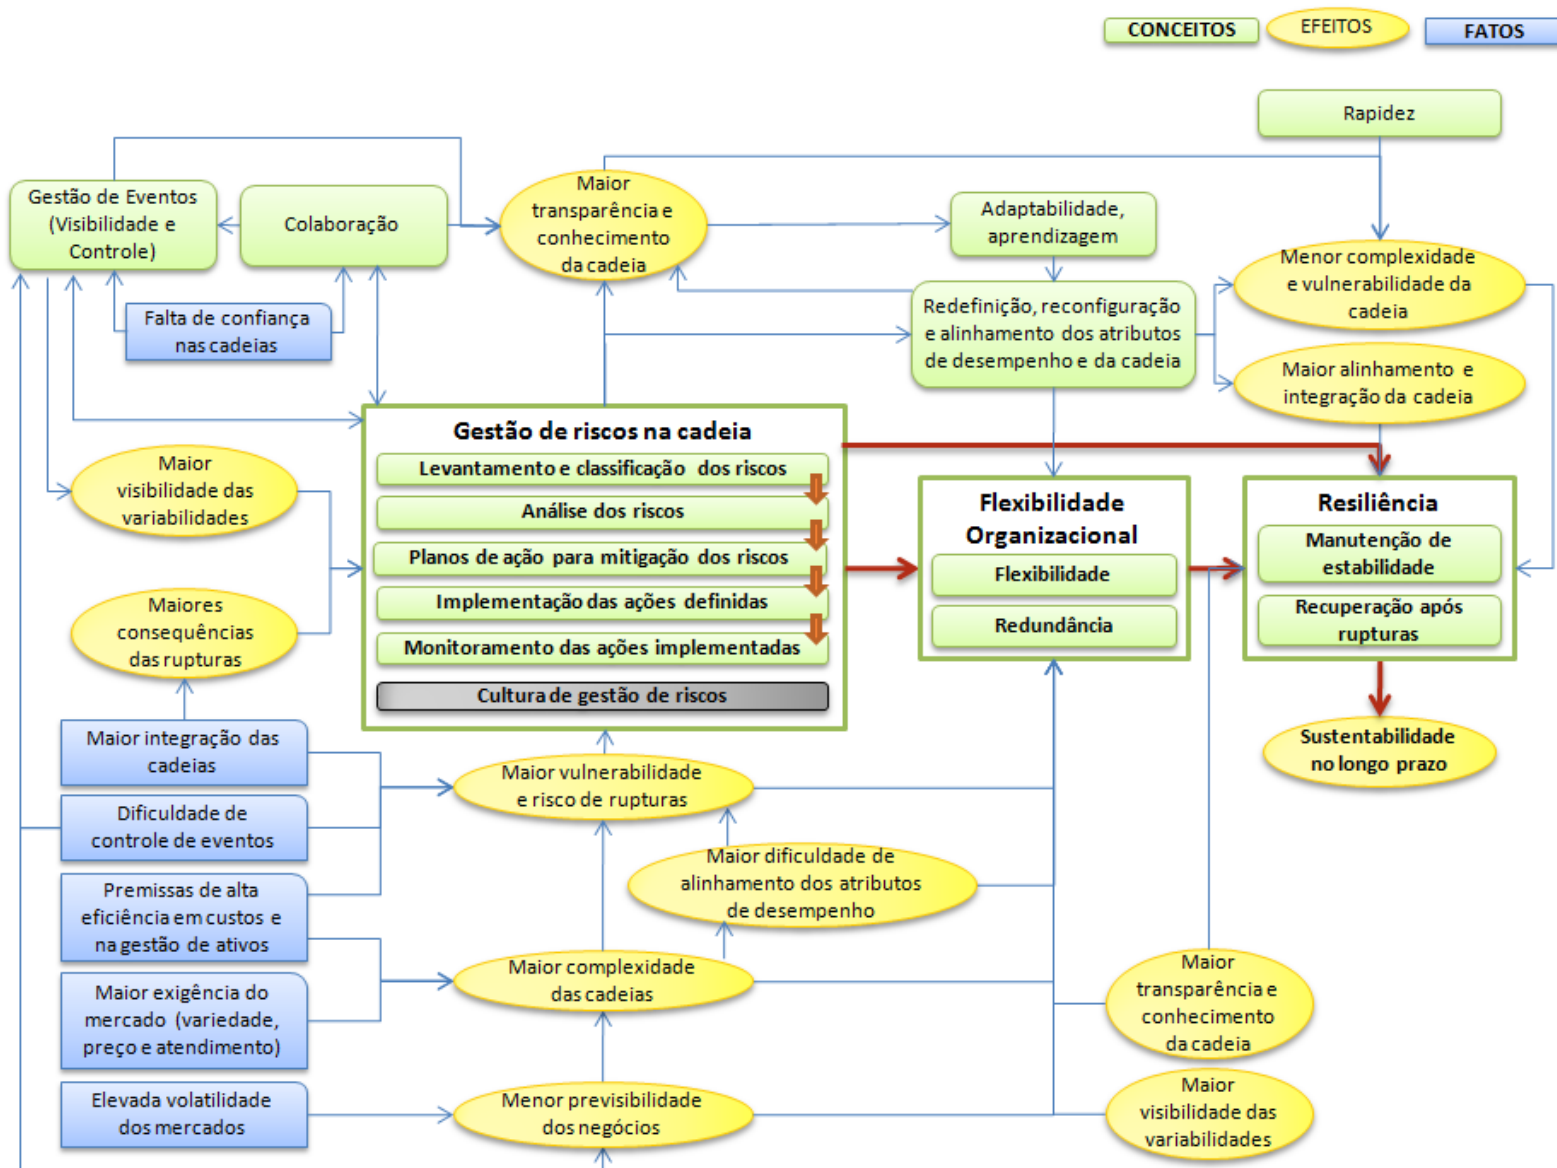 CONCEITOS
EFEITOS
FATOS
Rapidez
Gestão de Eventos
(Visibilidade e
Controle)
Colaboração
Maior
transparência e
conhecimento
da cadeia
Adaptabilidade,
aprendizagem
Menor complexidade
e vulnerabilidade da
cadeia
Falta de confiança
nas cadeias
Redefinição, reconfiguração
e alinhamento dos atributos
de desempenho e da cadeia
Maior alinhamento e
integração da cadeia
Gestão de riscos na cadeia
Levantamento e classificação dos riscos
Análise dos riscos
Planos de ação para mitigação dos riscos
Implementação das ações definidas
Monitoramento das ações implementadas
Cultura de gestão de riscos
Maior
visibilidade das
variabilidades
Flexibilidade
Organizacional
Flexibilidade
Redundância
Resiliência
Manutenção de
estabilidade
Recuperação após
rupturas
Maiores
consequências
das rupturas
Sustentabilidade
no longo prazo
Maior integração das
cadeias
Maior vulnerabilidade
e risco de rupturas
Dificuldade de
controle de eventos
Maior dificuldade de
alinhamento dos atributos
de desempenho
Premissas de alta
eficiência em custos e
na gestão de ativos
Maior complexidade
das cadeias
Maior
transparência e
conhecimento
da cadeia
Maior exigência do
mercado (variedade,
preço e atendimento)
Elevada volatilidade
dos mercados
Menor previsibilidade
dos negócios
Maior
visibilidade das
variabilidades